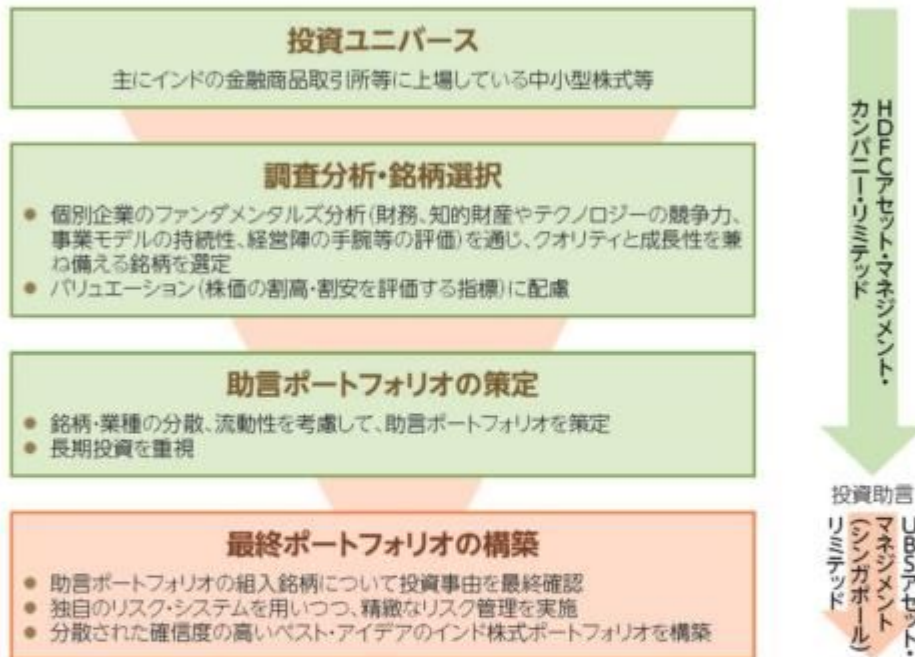 投資ユニバース
主にインドの金融商品取引所等に上場している中小型株式等
調査分析・銘柄選択
● 個別企業のファンダメンタルズ分析(財務、知的財産やテクノロジーの競争力、
事業モデルの持続性、経営陣の手腕等の評価)を通じ、クオリティと成長性を兼
ね備える銘柄を選定
● バリュエーション(株価の割高・割安を評価する指標)に配慮
助言ポートフォリオの策定
● 銘柄・業種の分散、流動性を考慮して、助言ポートフォリオを策定
● 長期投資を重視
最終ポートフォリオの構築
● 助言ポートフォリオの組入銘柄について投資事由を最終確認
● 独自のリスク・システムを用いつつ、精緻なリスク管理を実施
● 分散された確信度の高いベスト・アイデアのインド株式ポートフォリオを構築
HDFCアセット・マネジメント・
カンパニー・リミテッド
投資助言
UBSアセット・
マネジメント
(シンガポール)
リミテッド